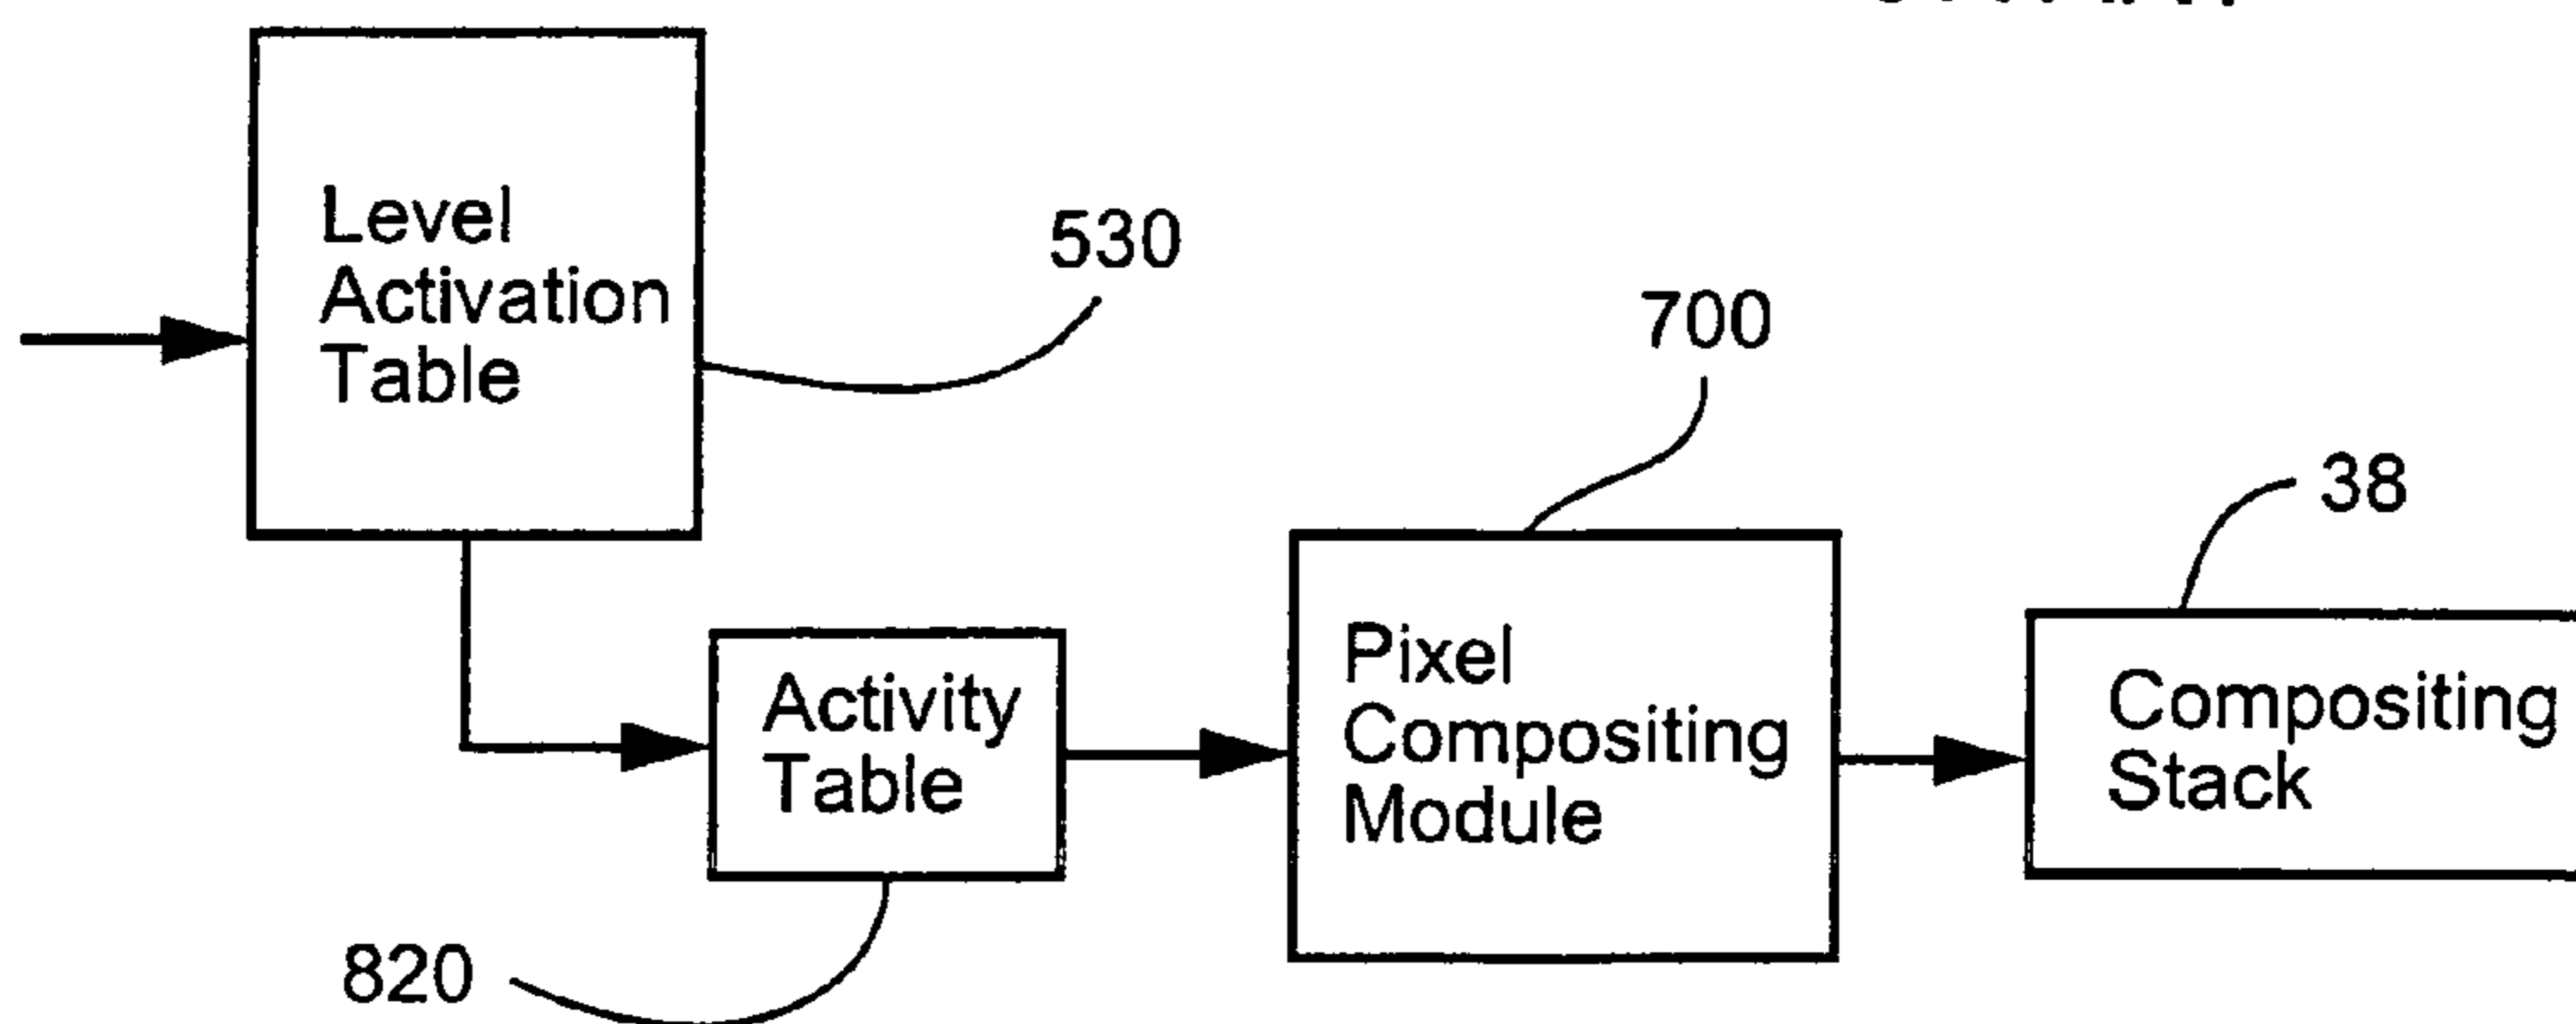 Level
Activation
Table
530
700
38
Activity
Table
Pixel
Compositing
Module
Compositing
Stack
820